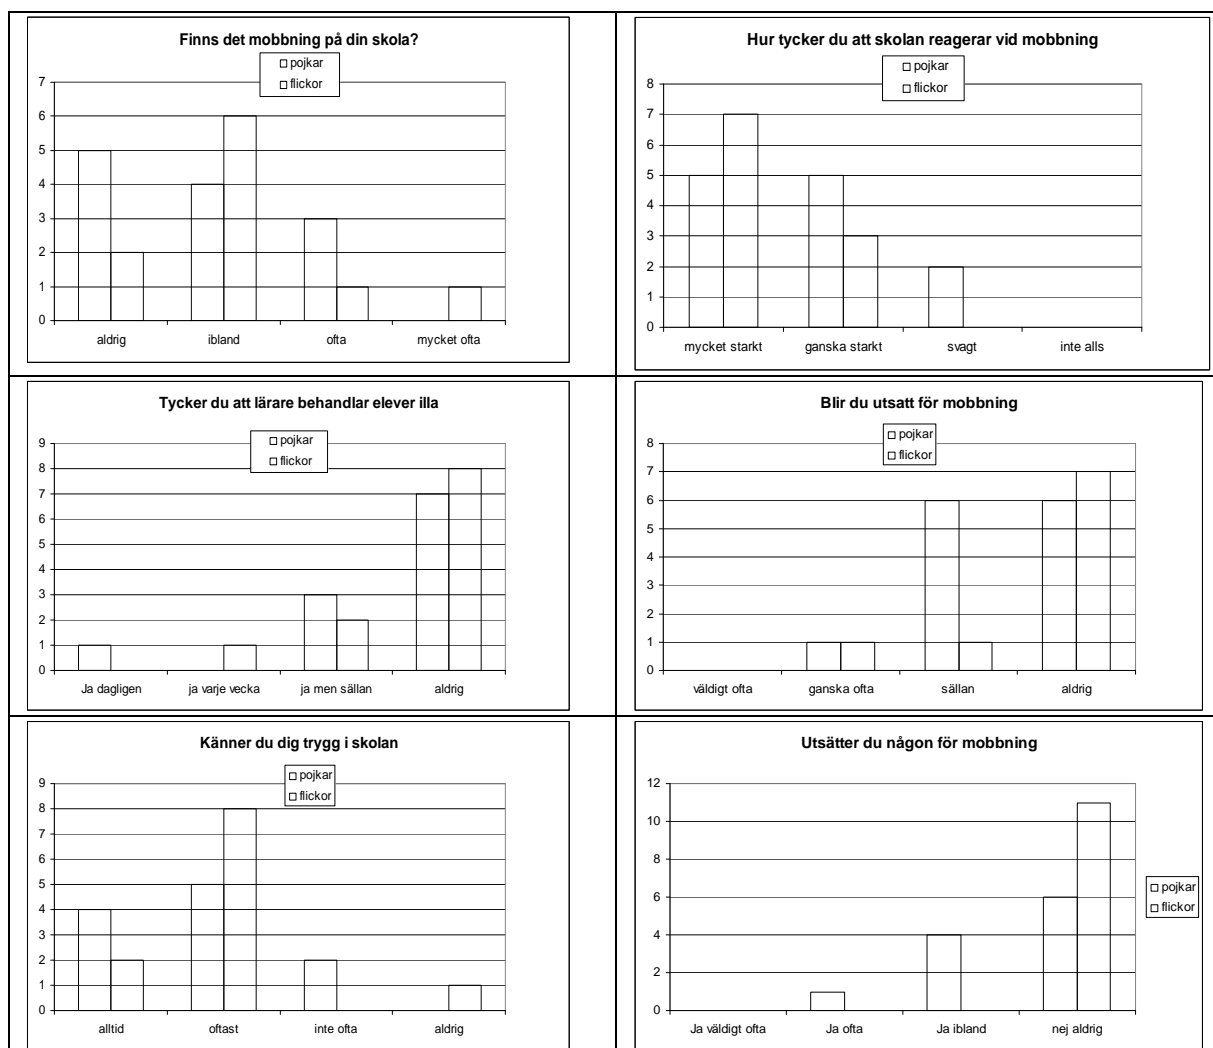 Finns det mobbning på din skola?
pojkar
flickor
7
6
5
4
3
2
1
0
aldrig ibland ofta mycket ofta
Hur tycker du att skolan reagerar vid mobbning
pojkar
flickor
8
7
6
5
4
3
2
1
0
mycket starkt ganska starkt svagt inte alls
Tycker du att lärare behandlar elever illa
pojkar
flickor
9
8
7
6
5
4
3
2
1
0
Ja dagligen ja varje vecka ja men sällan aldrig
Blir du utsatt för mobbning
pojkar
flickor
8
7
6
5
4
3
2
1
0
väldigt ofta ganska ofta sällan aldrig
Känner du dig trygg i skolan
pojkar
flickor
9
8
7
6
5
4
3
2
1
0
alltid oftast inte ofta aldrig
Utsätter du någon för mobbning
12
10
8
6
4
2
0
pojkar
flickor
Ja väldigt ofta Ja ofta Ja ibland nej aldrig